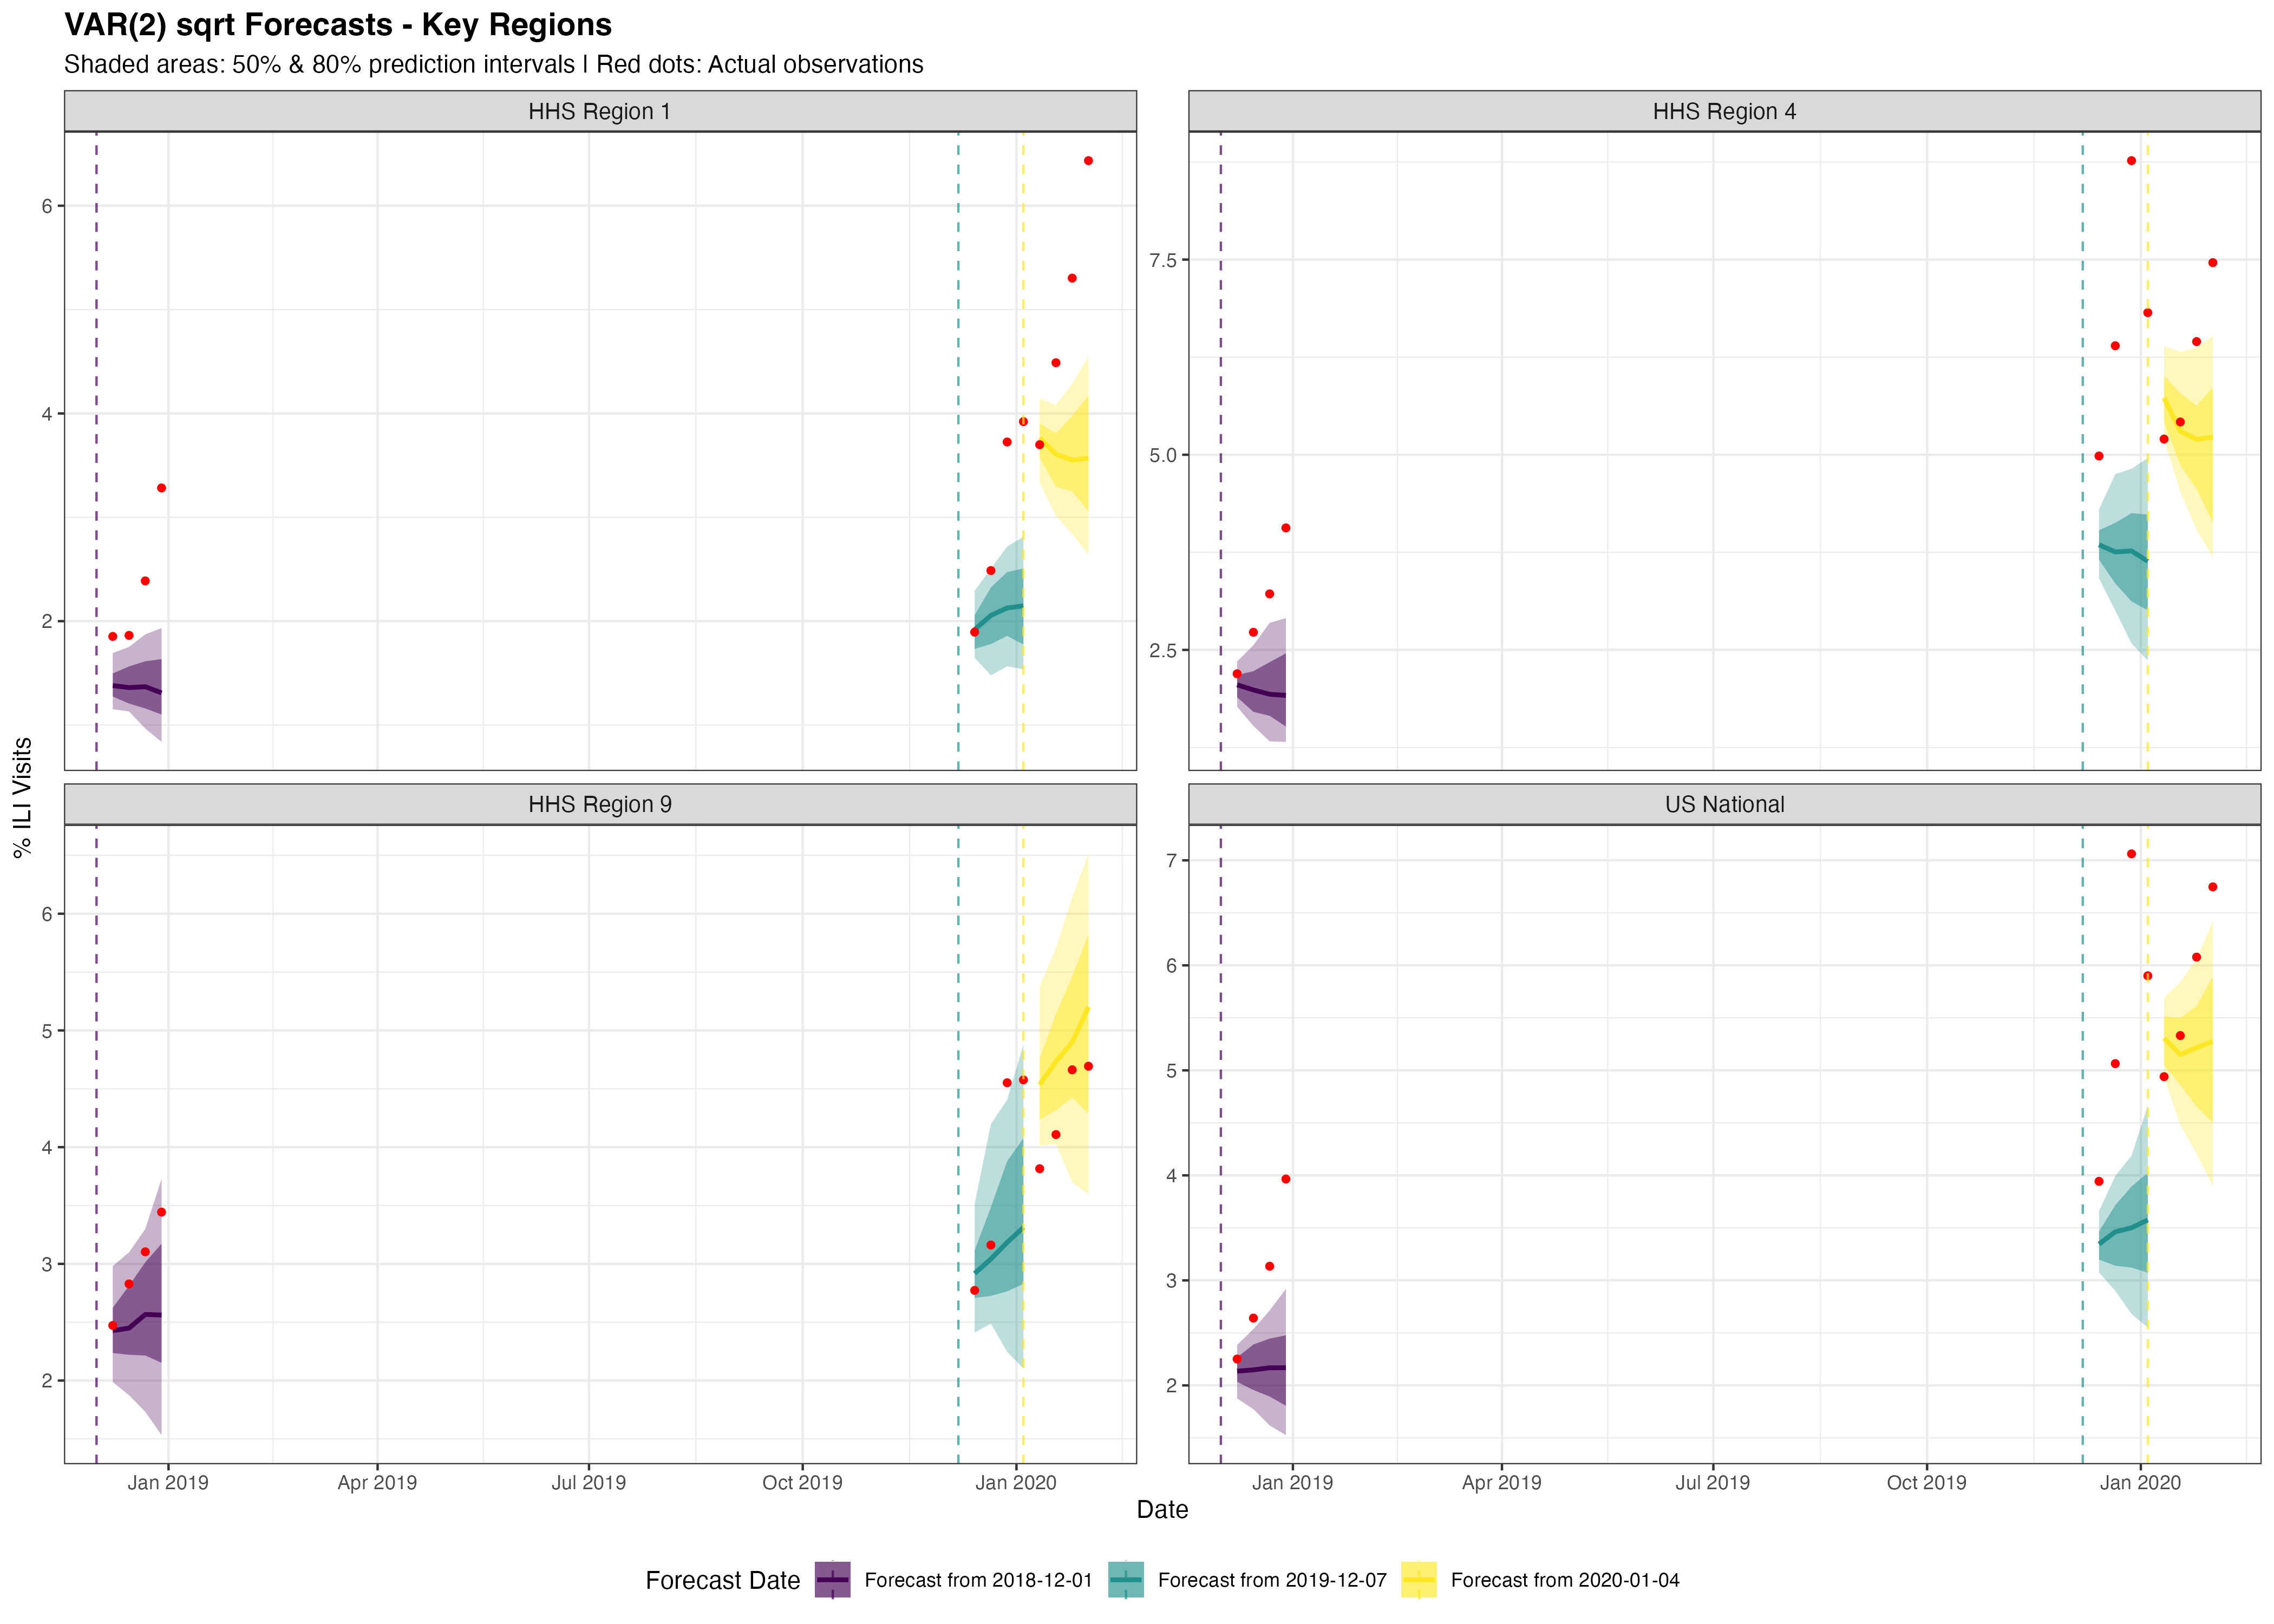 VAR(2) sqrt Forecasts - Key Regions
Shaded areas: 50% & 80% prediction intervals | Red dots: Actual observations
HHS Region 1
HHS Region 4
6
4
2
7.5
5.0
2.5
% ILI Visits
HHS Region 9
US National
6
5
4
3
2
7
6
5
4
3
2
Jan 2019 Apr 2019 Jul 2019 Oct 2019 Jan 2020
Jan 2019 Apr 2019 Jul 2019 Oct 2019 Jan 2020
Date
Forecast Date Forecast from 2018-12-01 Forecast from 2019-12-07 Forecast from 2020-01-04